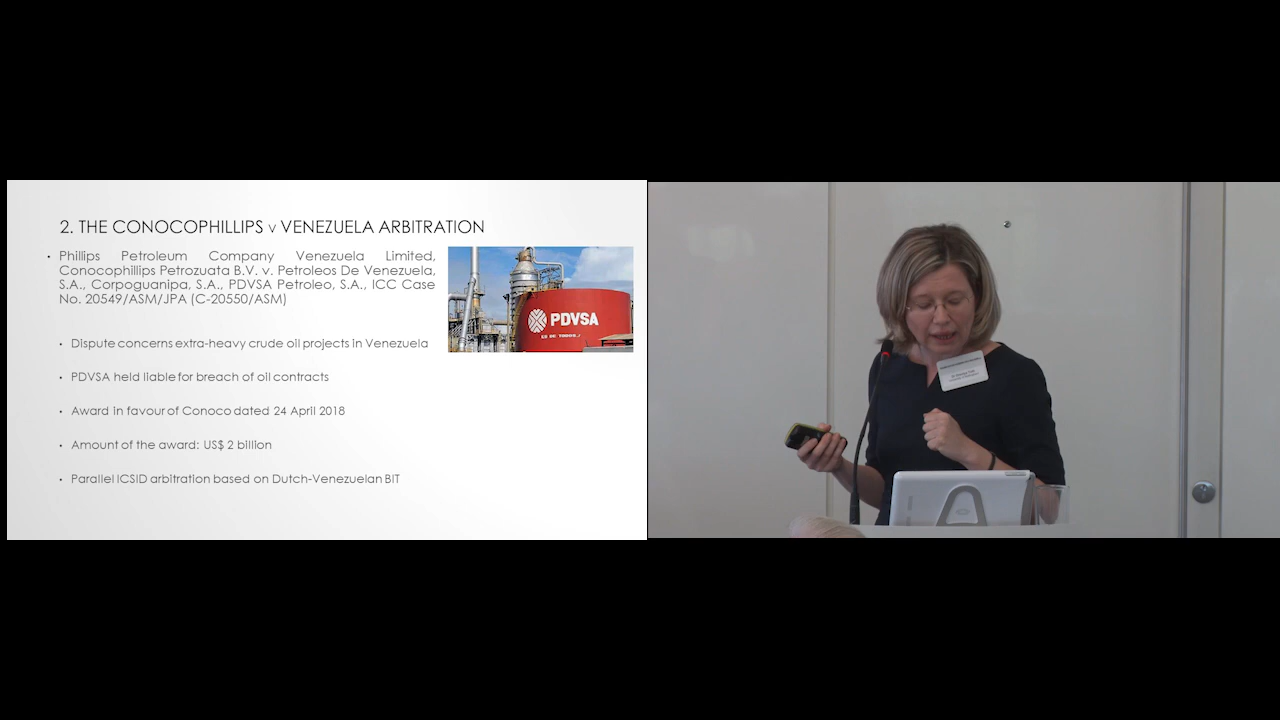 2. THE CONOCOPHILLIPS v VENEZUELA ARBITRATION
• Phillips Petroleum Company Venezuela Limited,
Conocophillips Petrozuata B.V. v. Petroleos De Venezuela,
S.A., Corpoguanipa, S.A., PDVSA Petroleo, S.A., ICC Case
No. 20549/ASM/JPA (C-20550/ASM)
PDVSA
• Dispute concerns extra-heavy crude oil projects in Venezuela
• PDVSA held liable for breach of oil contracts
• Award in favour of Conoco dated 24 April 2018
• Amount of the award: US$ 2 billion
• Parallel ICSID arbitration based on Dutch-Venezuelan BIT